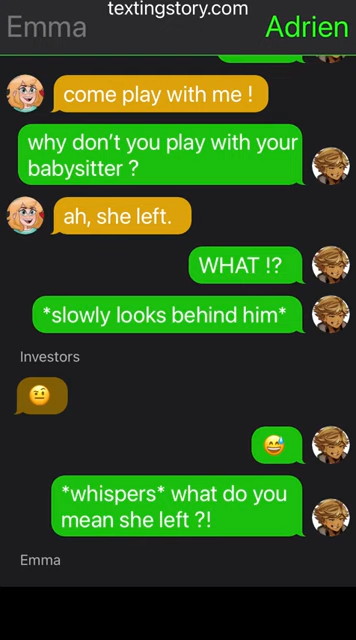 textingstory.com
Emma
Adrien
come play with me !
why don’t you play with your
babysitter ?
ah, she left.
WHAT !?
*slowly looks behind him*
Investors
*whispers* what do you
mean she left ?!
Emma